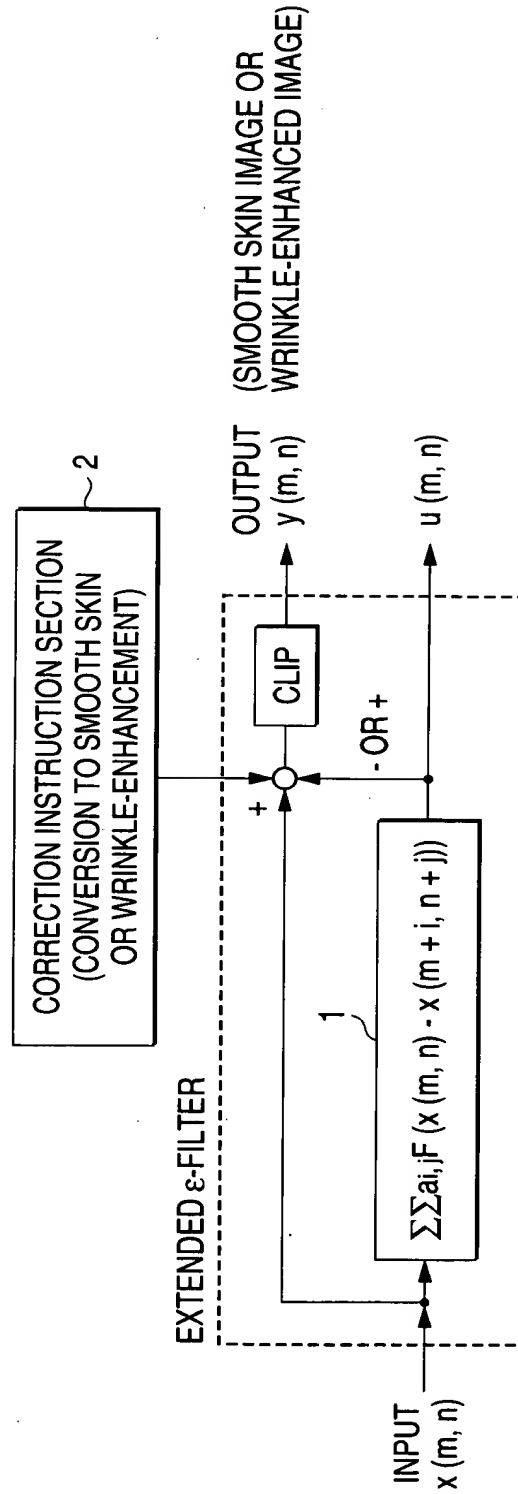 CORRECTION INSTRUCTION SECTION
(CONVERSION TO SMOOTH SKIN
OR WRINKLE-ENHANCEMENT)
2
EXTENDED ε-FILTER
INPUT
x (m, n)
1
ΣΣai,jF (x (m, n) - x (m + i, n + j))
+
- OR +
CLIP
OUTPUT
y (m, n)
(SMOOTH SKIN IMAGE OR
WRINKLE-ENHANCED IMAGE)
u (m, n)